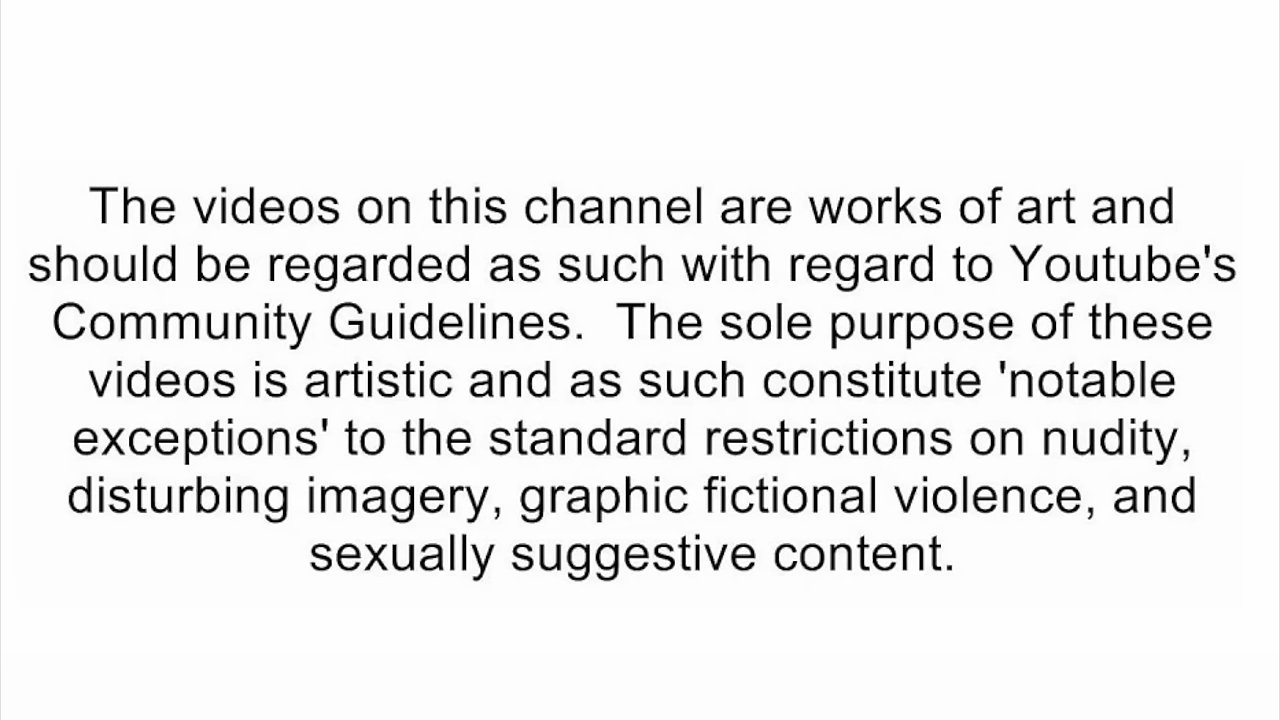 The videos on this channel are works of art and
should be regarded as such with regard to Youtube's
Community Guidelines.  The sole purpose of these
videos is artistic and as such constitute 'notable
exceptions' to the standard restrictions on nudity,
disturbing imagery, graphic fictional violence, and
sexually suggestive content.